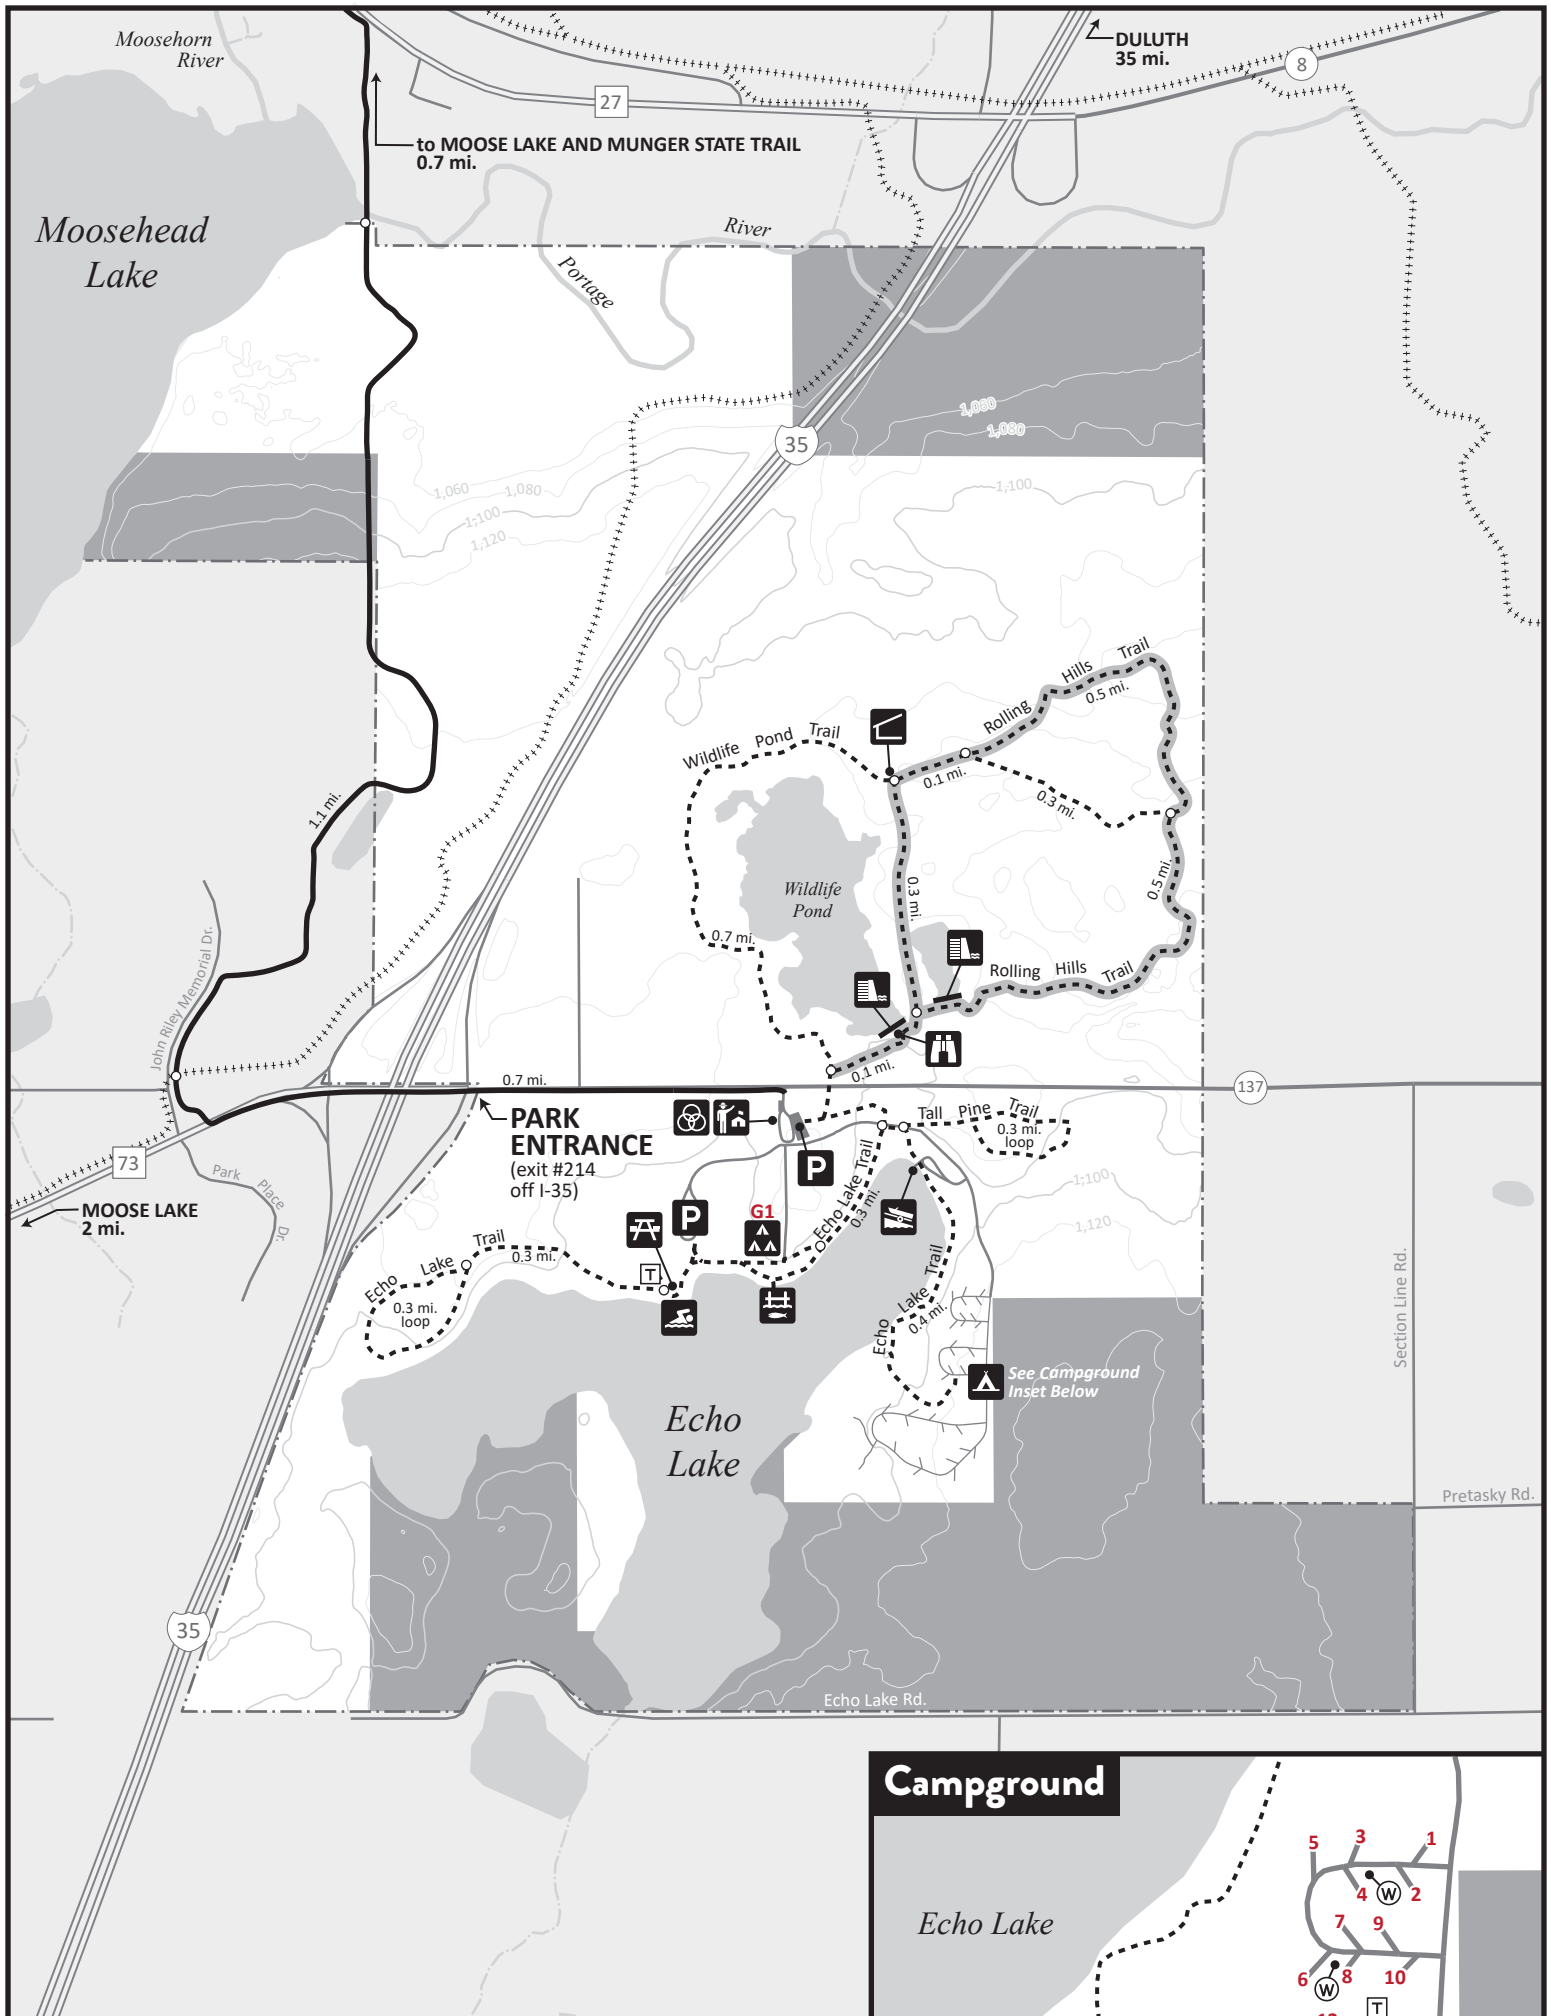 Moosehorn
River
DULUTH
35 mi.
8
27
to MOOSE LAKE AND MUNGER STATE TRAIL
0.7 mi.
Moosehead
Lake
River
Portage
1,060
1,080
35
1,060
1,080
1,100
1,120
1,100
Rolling Hills Trail
0.5 mi.
Wildlife Pond Trail
0.1 mi.
0.3 mi.
1.1 mi.
Wildlife
Pond
0.3 mi.
0.5 mi.
0.7 mi.
John Riley Memorial Dr.
Rolling Hills Trail
0.1 mi.
0.7 mi.
137
PARK
ENTRANCE
(exit #214
off I-35)
Tall Pine Trail
0.3 mi.
loop
P
73
Park Place Dr.
MOOSE LAKE
2 mi.
1,100
1,120
Echo Lake Trail
0.3 mi.
P
G1
Echo Lake Trail
0.3 mi.
0.3 mi.
loop
T
Echo Lake Trail
0.4 mi.
Section Line Rd.
See Campground
Inset Below
Echo
Lake
Pretasky Rd.
35
Echo Lake Rd.
Campground
5
3
1
4
W
2
Echo Lake
7
9
6
W
8
10
T